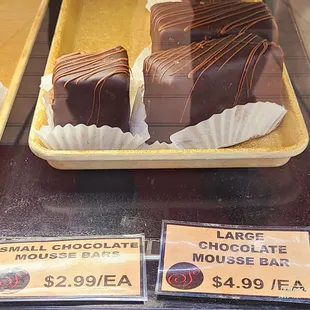 SMALL CHOCOLATE
MOUSSE BARS
$2.99/EA
LARGE
CHOCOLATE
MOUSSE BAR
$4.99/EA